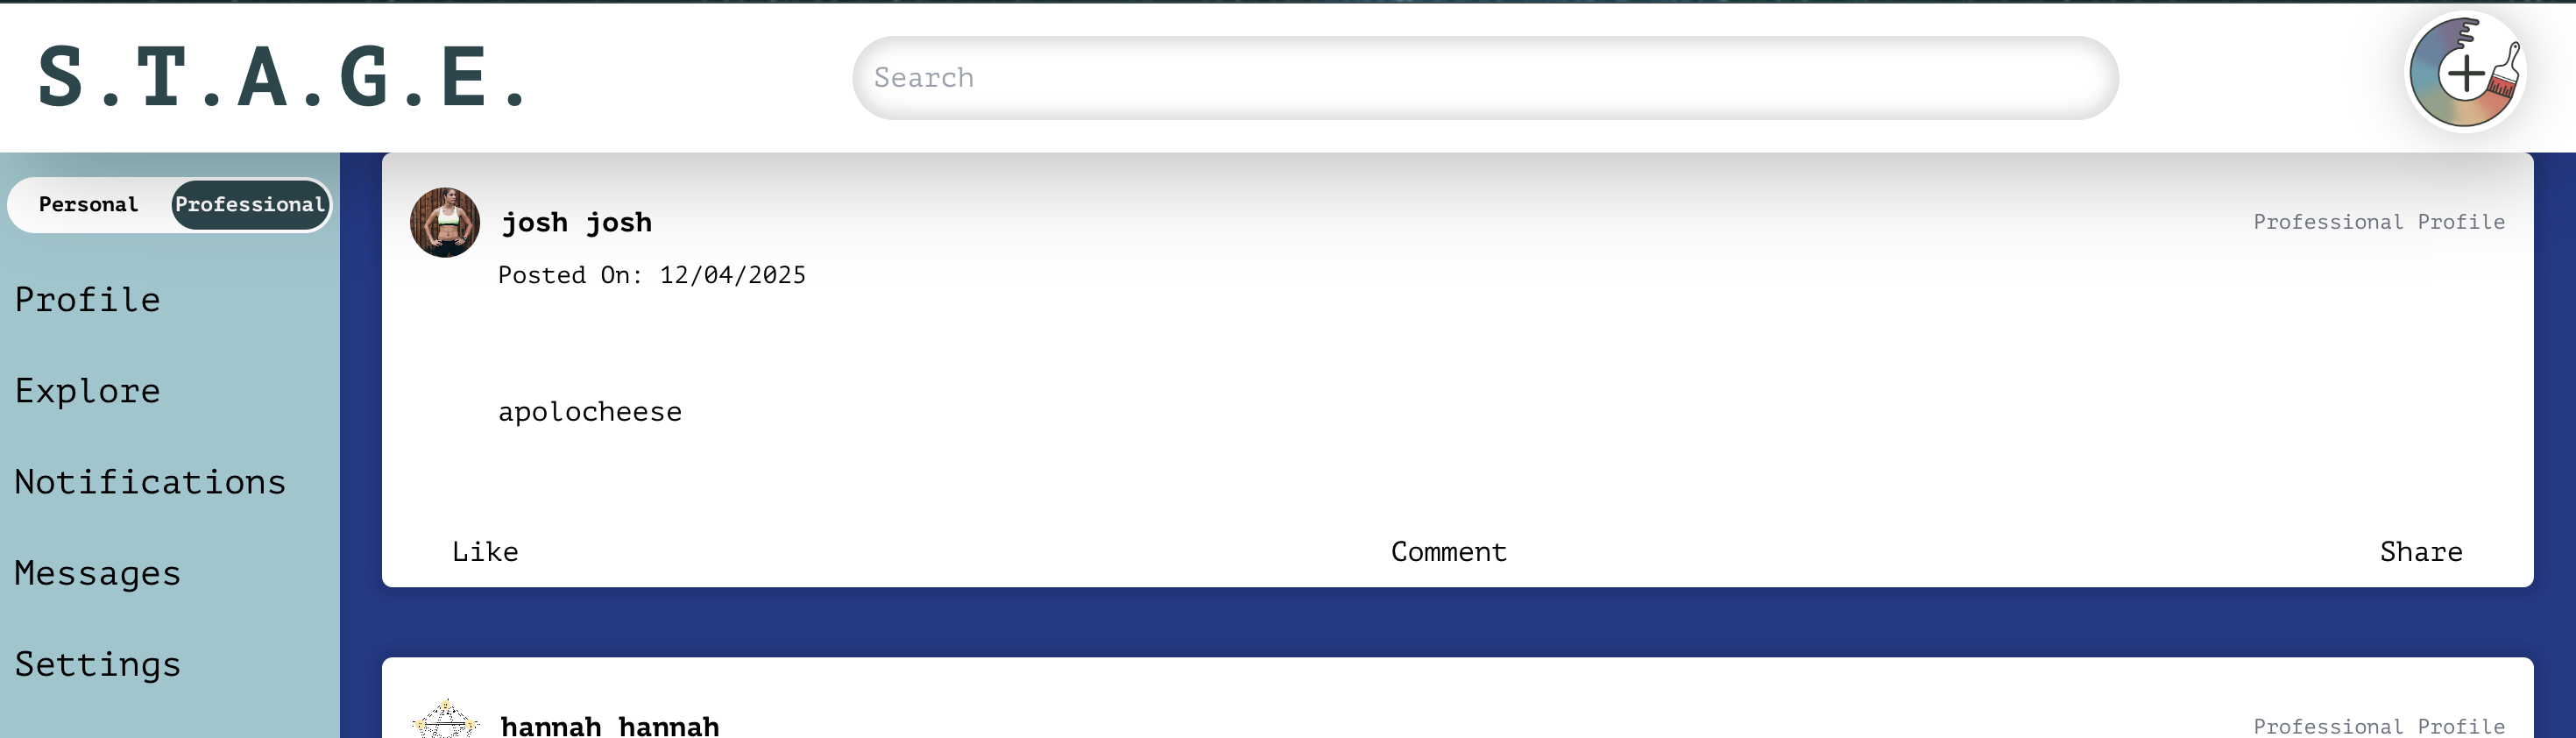 S.T.A.G.E.
Search
Personal Professional
Profile
Explore
Notifications
Messages
Settings
josh josh
Professional Profile
Posted On: 12/04/2025
apolocheese
Like Comment Share
hannah hannah
Professional Profile